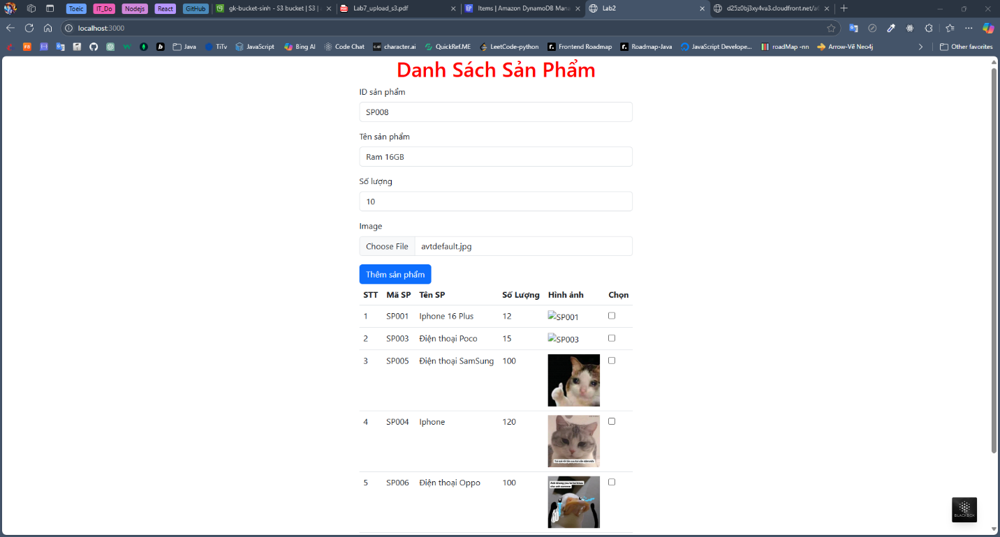 Toeic IT_Do Nodejs React GitHub gk-bucket-sinh - S3 bucket | S3 | Lab7_upload_s3.pdf Items | Amazon DynamoDB Mana Lab2 d25z0bj3xy4va3.cloudfront.net/a
localhost:3000
Java TiTv JavaScript Bing AI Code Chat character.ai QuickRef.ME LeetCode-python Frontend Roadmap Roadmap-Java JavaScript Develope... roadMap -nn Arrow-Vẽ Neo4j Other favorites
Danh Sách Sản Phẩm
ID sản phẩm
SP008
Tên sản phẩm
Ram 16GB
Số lượng
10
Image
Choose File avtdefault.jpg
Thêm sản phẩm
STT Mã SP Tên SP Số Lượng Hình ảnh Chọn
1 SP001 Iphone 16 Plus 12 SP001
2 SP003 Điện thoại Poco 15 SP003
3 SP005 Điện thoại SamSung 100
4 SP004 Iphone 120
5 SP006 Điện thoại Oppo 100
BLACKBOX